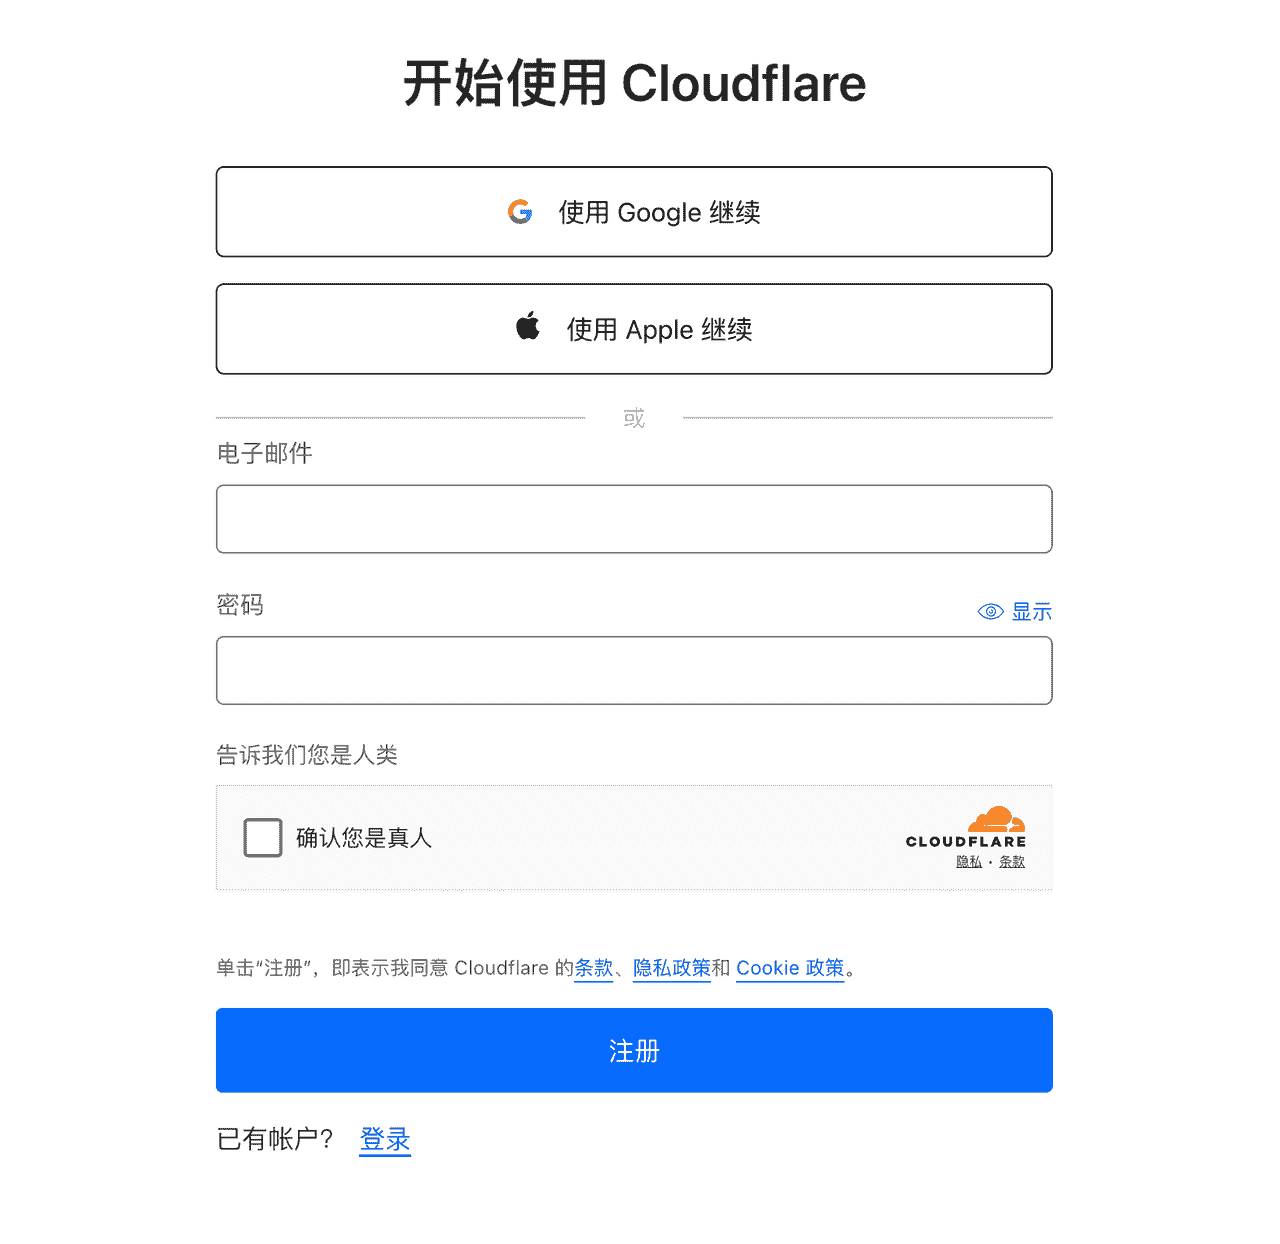 开始使用 Cloudflare
使用 Google 继续
使用 Apple 继续
或
电子邮件
密码
显示
告诉我们您是人类
确认您是真人
CLOUDFLARE
隐私 · 条款
单击“注册”，即表示我同意 Cloudflare 的条款、隐私政策和 Cookie 政策。
注册
已有帐户？ 登录